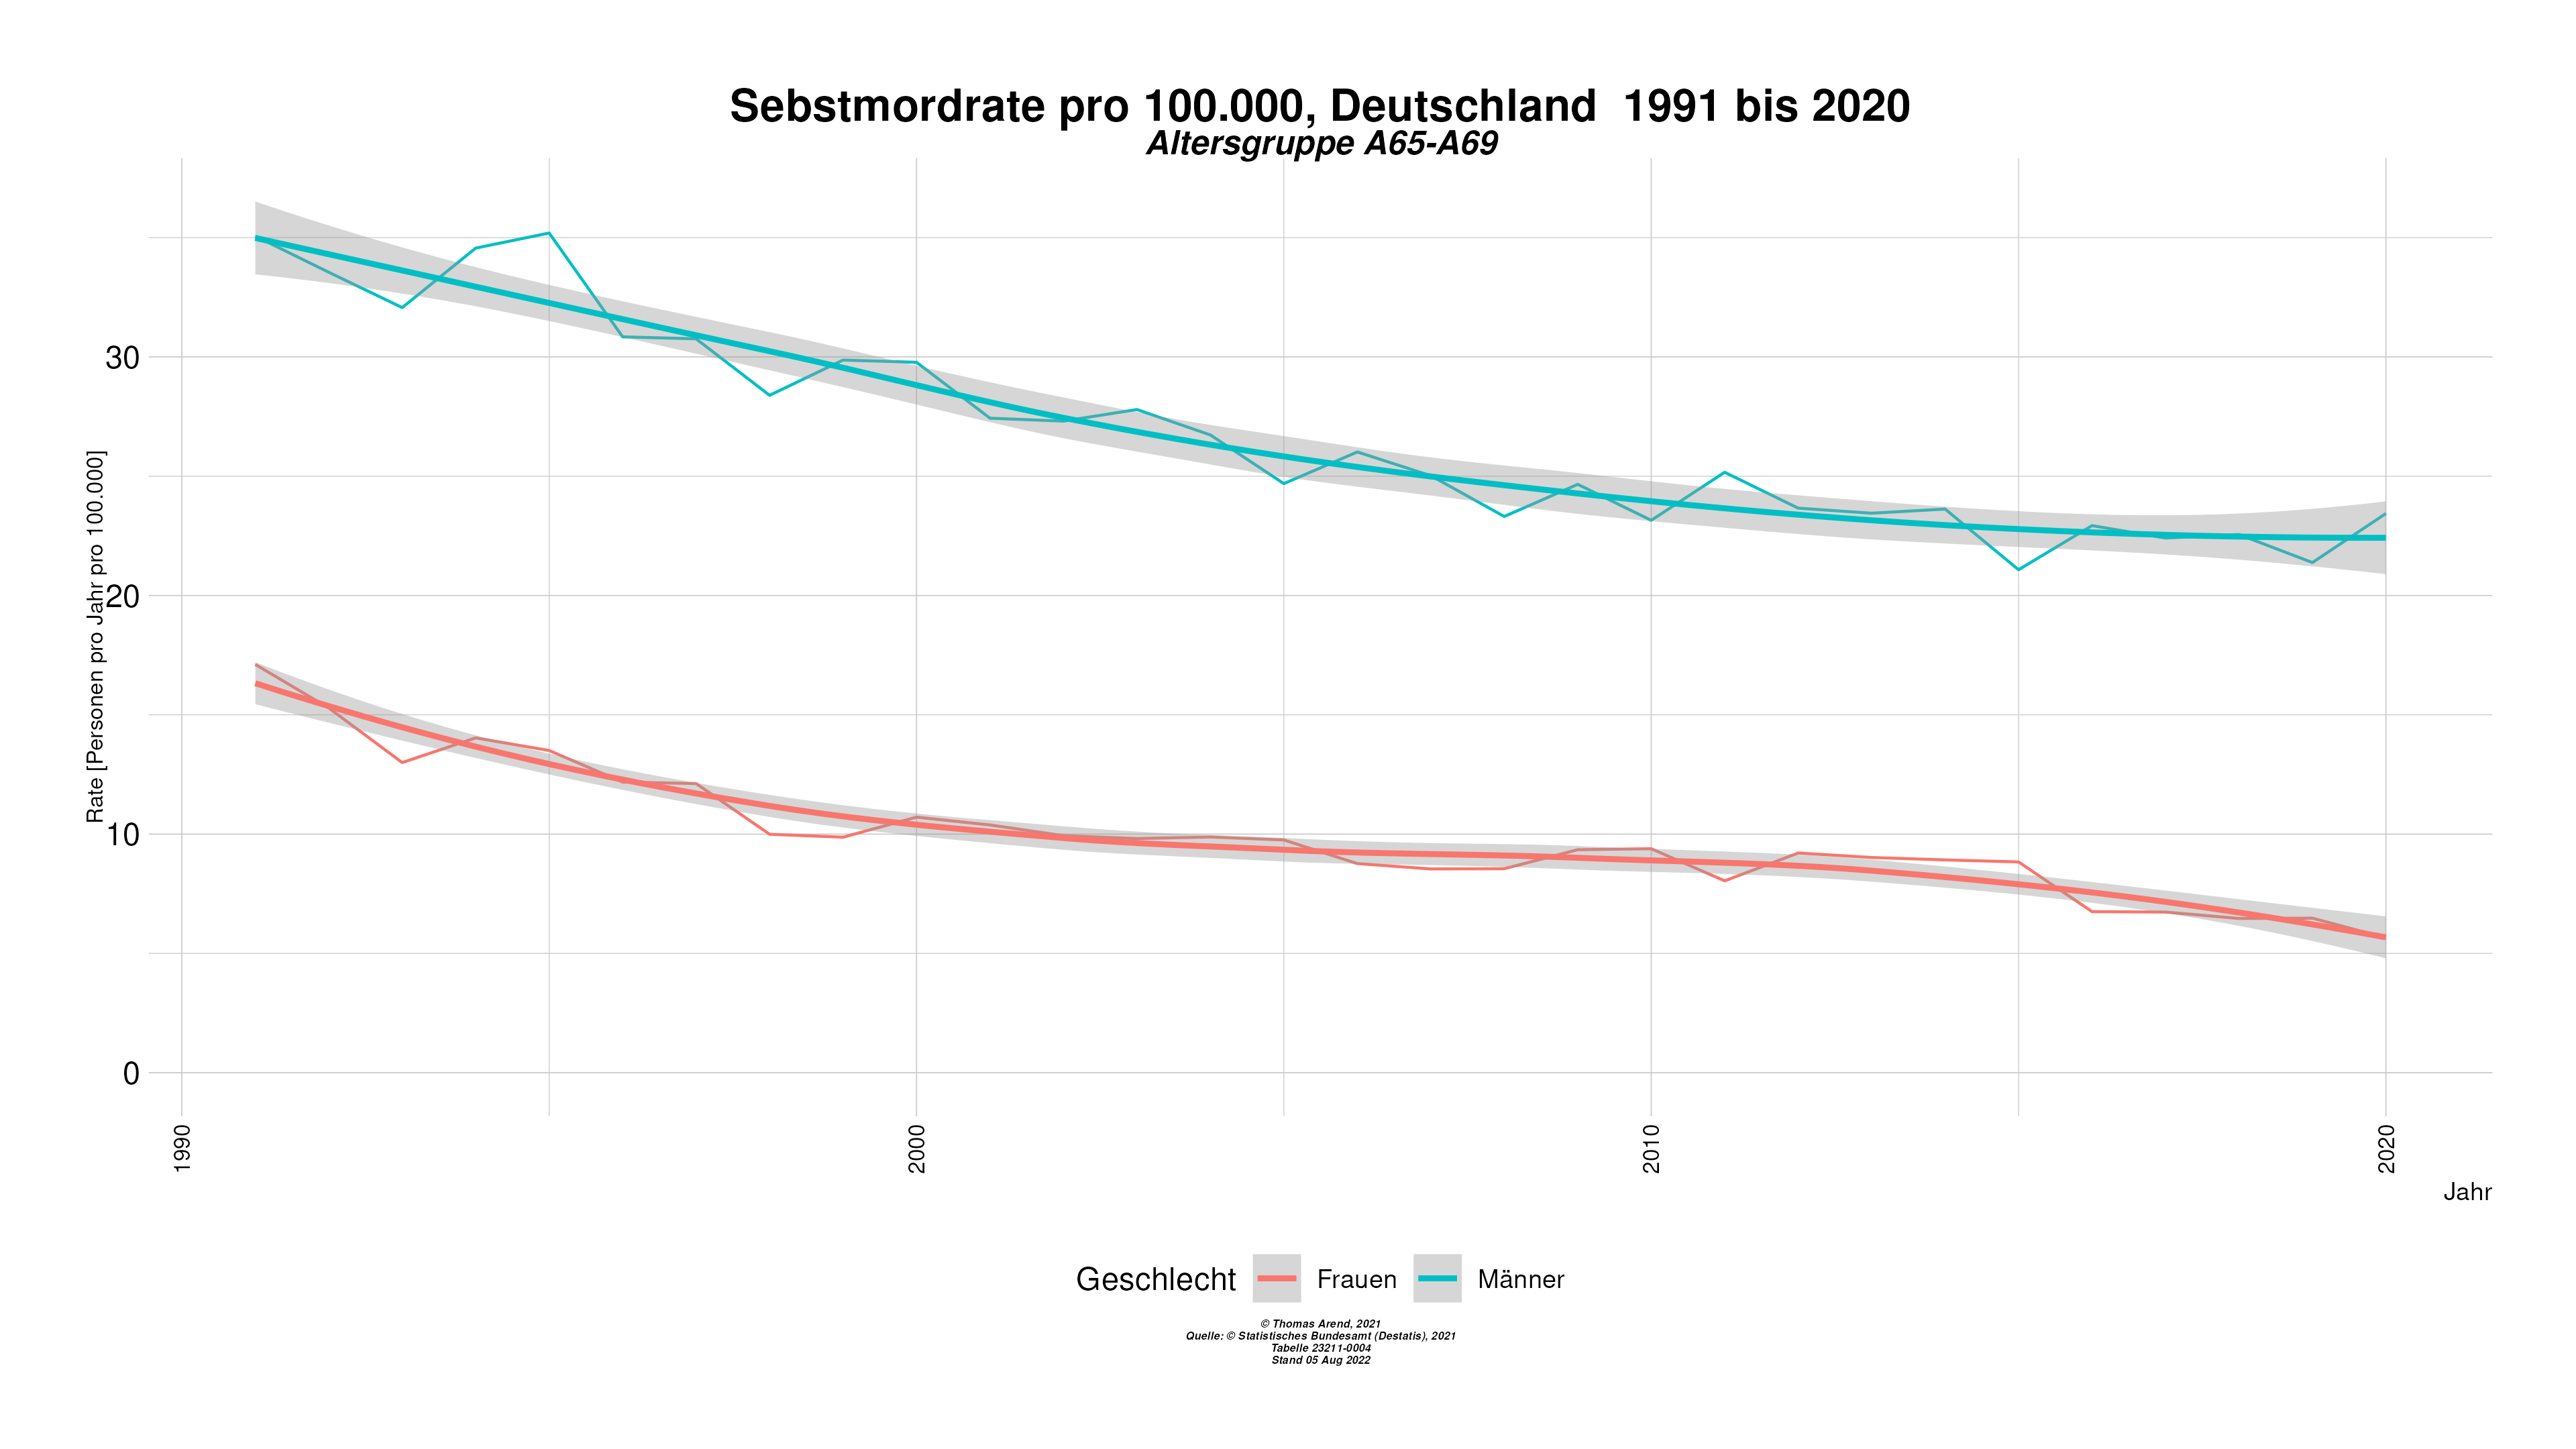 Sebstmordrate pro 100.000, Deutschland  1991 bis 2020
Altersgruppe A65-A69
Rate [Personen pro Jahr pro 100.000]
30
20
10
0
1990
2000
2010
2020
Jahr
Geschlecht Frauen Männer
© Thomas Arend, 2021
Quelle: © Statistisches Bundesamt (Destatis), 2021
Tabelle 23211-0004
Stand 05 Aug 2022